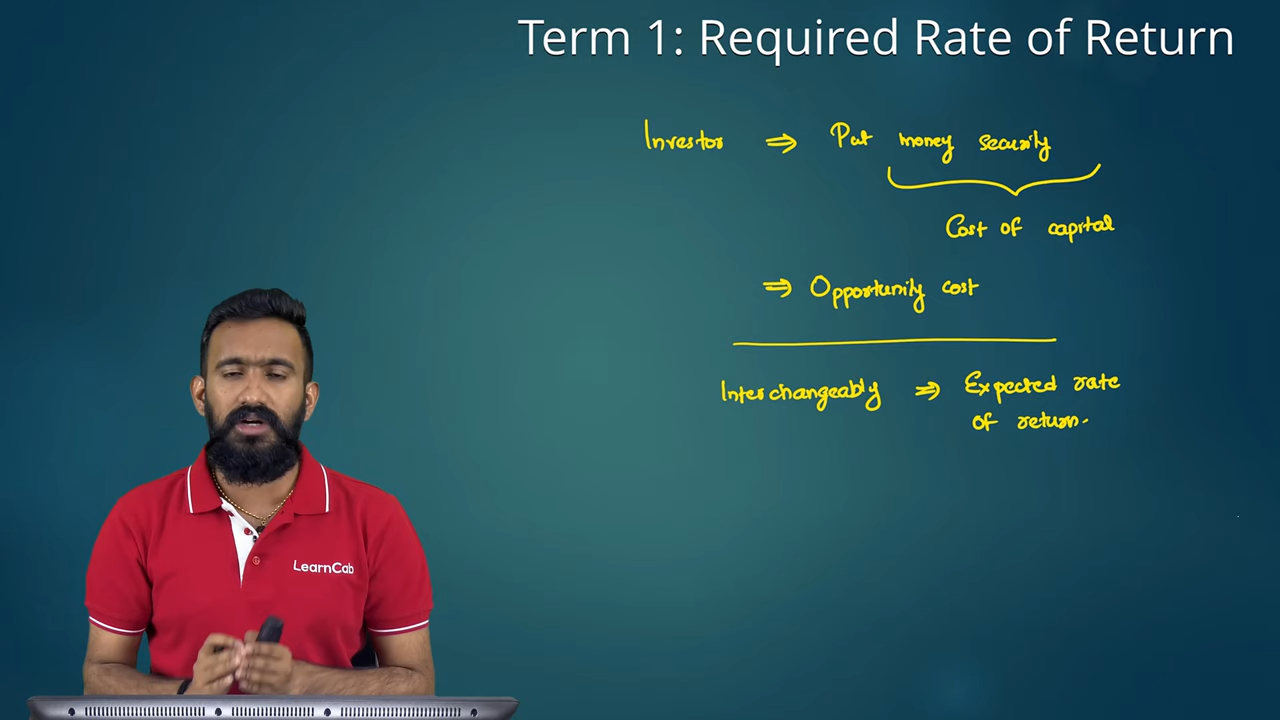 Term 1: Required Rate of Return
Investor ⇒ Put money security
Cost of capital
⇒ Opportunity cost
Interchangeably ⇒ Expected rate
of return.
LearnCab